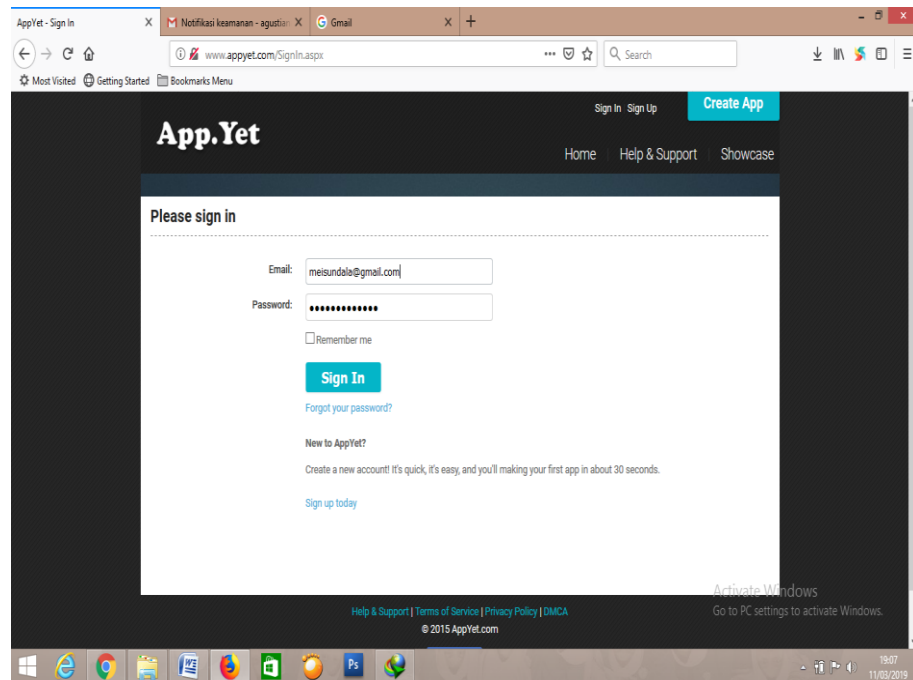 AppYet - Sign In X Notifikasi keamanan - agustian X Gmail X +
www.appyet.com/SignIn.aspx Search
Most Visited Getting Started Bookmarks Menu
Sign In Sign Up Create App
App.Yet
Home Help & Support Showcase
Please sign in
Email: meisundala@gmail.com
Password: •••••••••••••
Remember me
Sign In
Forgot your password?
New to AppYet?
Create a new account! It's quick, it's easy, and you'll making your first app in about 30 seconds.
Sign up today
Activate Windows
Go to PC settings to activate Windows.
Help & Support | Terms of Service | Privacy Policy | DMCA
© 2015 AppYet.com
Ps
19:07
11/03/2019